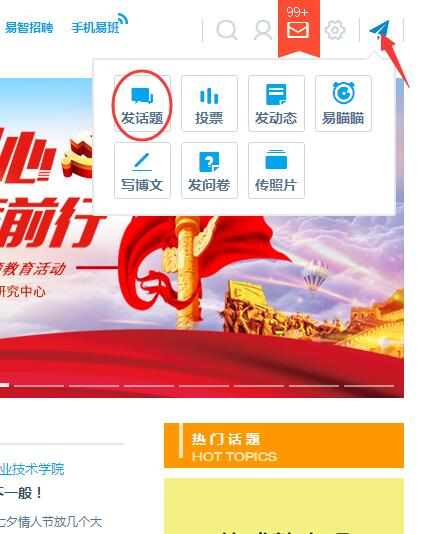 易智招聘 手机易班
99+
发话题 投票 发动态 易瞄瞄
写博文 发问卷 传照片
心
前行
教育活动
研究中心
热门话题
HOT TOPICS
业技术学院
不一般！
七夕情人节放几个大